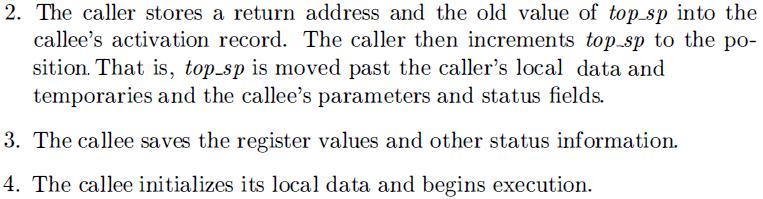 2. The caller stores a return address and the old value of top_sp into the
callee's activation record. The caller then increments top_sp to the po-
sition. That is, top_sp is moved past the caller's local data and
temporaries and the callee's parameters and status fields.
3. The callee saves the register values and other status information.
4. The callee initializes its local data and begins execution.